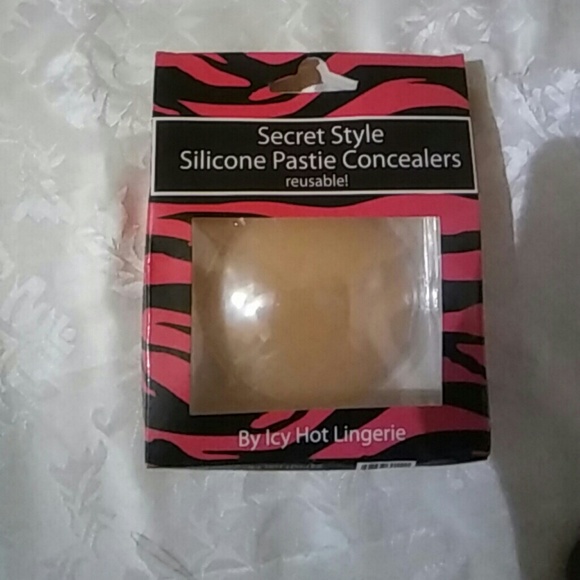 Secret Style
Silicone Pastie Concealers
reusable!
By Icy Hot Lingerie